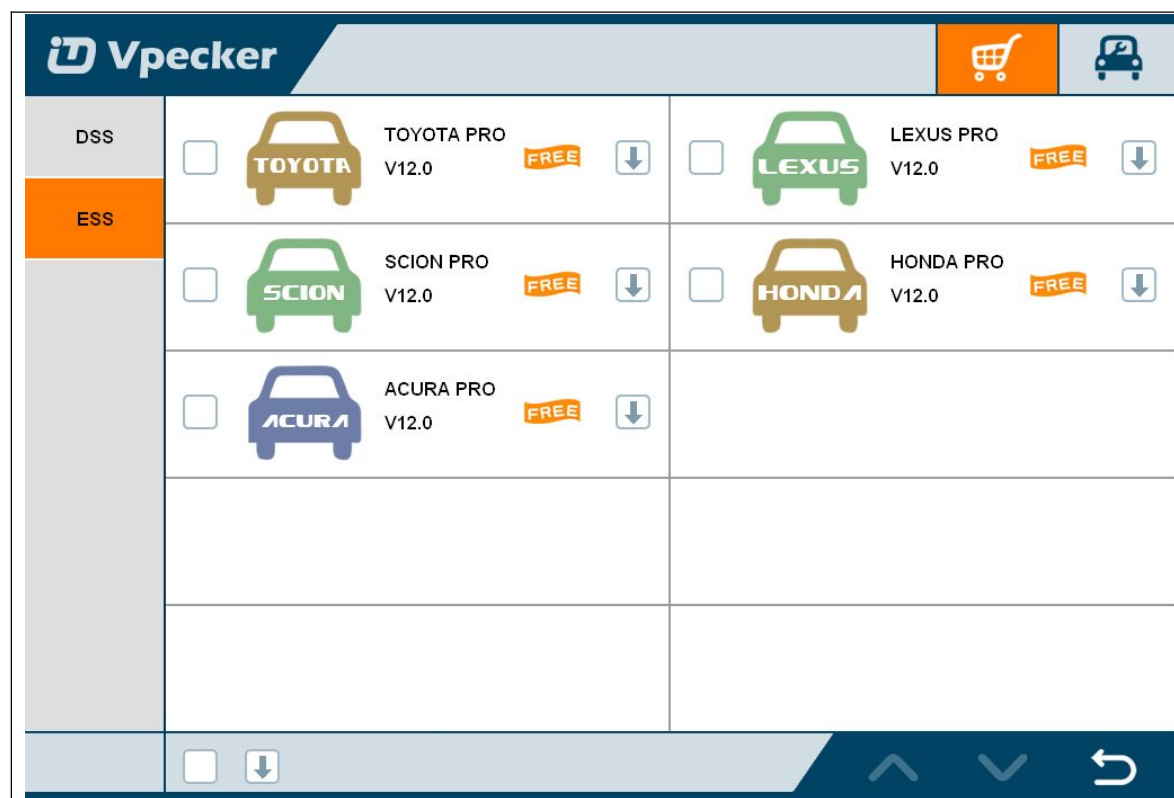 Vpecker
DSS
ESS
TOYOTA
TOYOTA PRO
V12.0
FREE
LEXUS
LEXUS PRO
V12.0
FREE
SCION
SCION PRO
V12.0
FREE
HONDA
HONDA PRO
V12.0
FREE
ACURA
ACURA PRO
V12.0
FREE